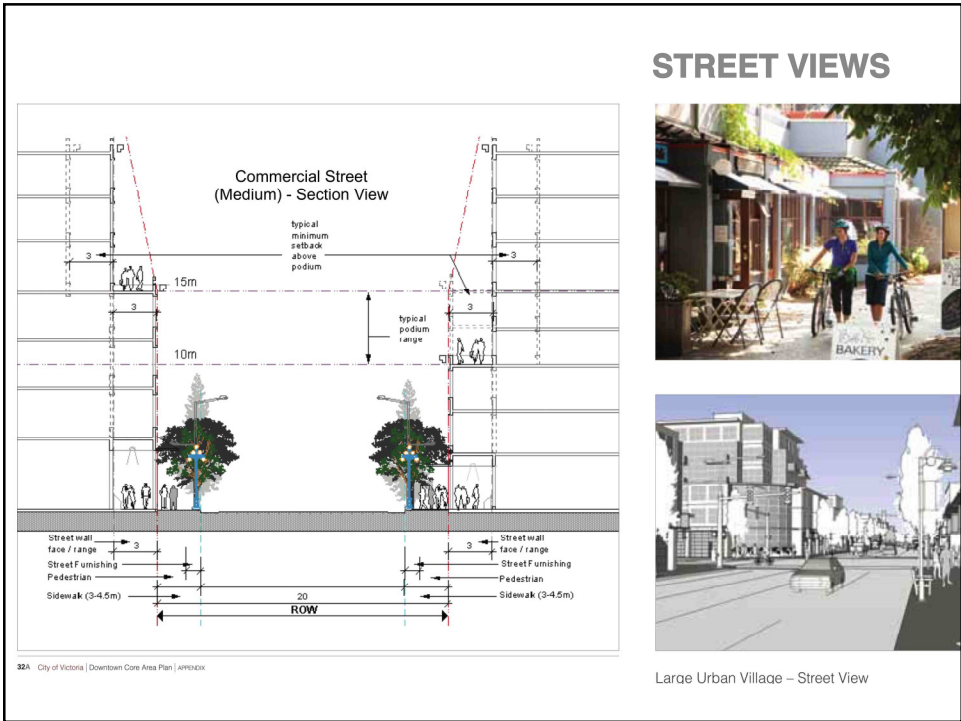 STREET VIEWS
Commercial Street
(Medium) - Section View
typical
minimum
setback
above
podium
3
3
15m
3
3
typical
podium
range
10m
BAKERY
Street wall
face / range
3
Street Furnishing
Pedestrian
Sidewalk (3-4.5m)
3
Street wall
face / range
Street Furnishing
Pedestrian
Sidewalk (3-4.5m)
20
ROW
32A City of Victoria | Downtown Core Area Plan | APPENDIX
Large Urban Village – Street View